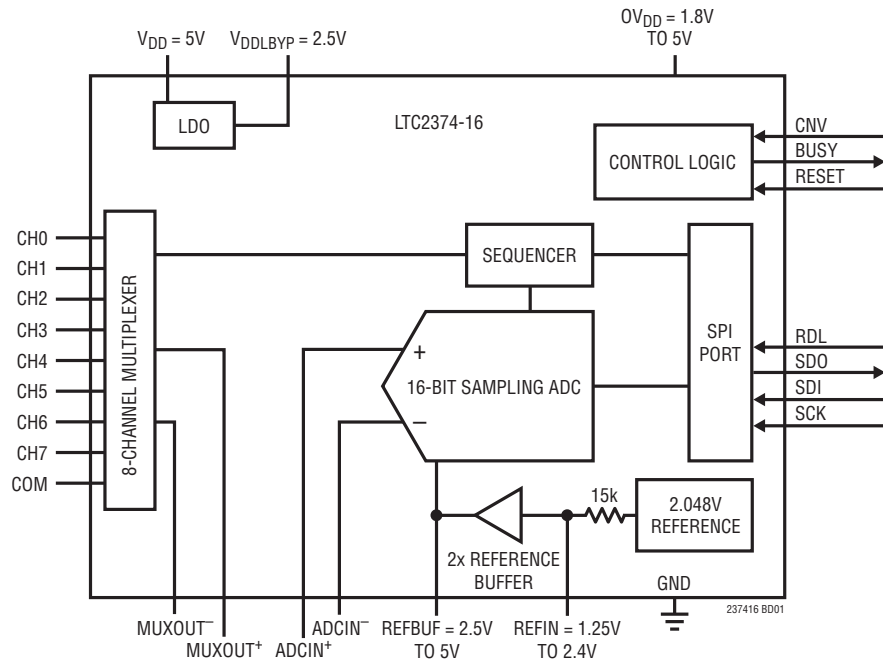 V_DD = 5V
V_DDLBYP = 2.5V
OV_DD = 1.8V
TO 5V
LDO
LTC2374-16
CONTROL LOGIC
CNV
BUSY
RESET
CH0
CH1
CH2
CH3
CH4
CH5
CH6
CH7
COM
8-CHANNEL MULTIPLEXER
SEQUENCER
+
16-BIT SAMPLING ADC
–
SPI
PORT
RDL
SDO
SDI
SCK
15k
2.048V
REFERENCE
2x REFERENCE
BUFFER
GND
237416 BD01
MUXOUT⁻
MUXOUT⁺
ADCIN⁺
ADCIN⁻
REFBUF = 2.5V
TO 5V
REFIN = 1.25V
TO 2.4V